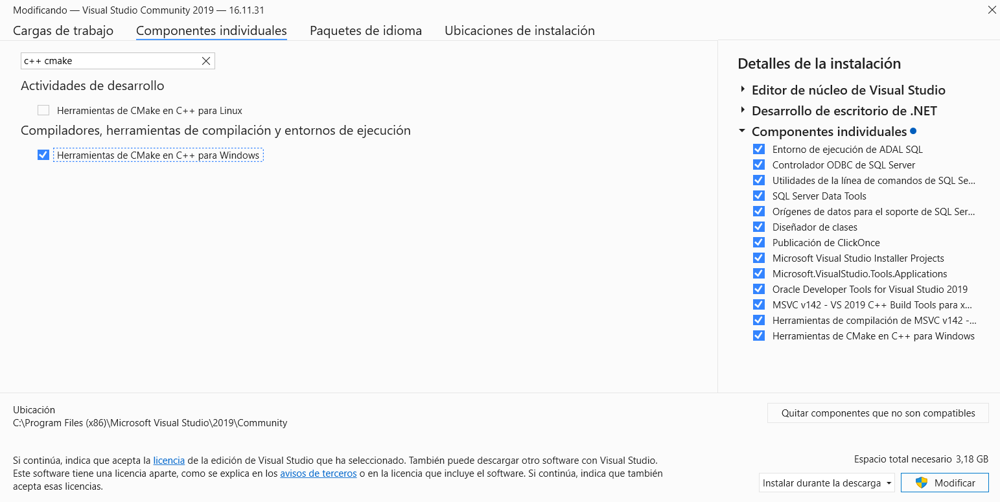 Modificando — Visual Studio Community 2019 — 16.11.31
Cargas de trabajo
Componentes individuales
Paquetes de idioma
Ubicaciones de instalación
c++ cmake
Actividades de desarrollo
Herramientas de CMake en C++ para Linux
Compiladores, herramientas de compilación y entornos de ejecución
Herramientas de CMake en C++ para Windows
Detalles de la instalación
Editor de núcleo de Visual Studio
Desarrollo de escritorio de .NET
Componentes individuales
Entorno de ejecución de ADAL SQL
Controlador ODBC de SQL Server
Utilidades de la línea de comandos de SQL Se...
SQL Server Data Tools
Orígenes de datos para el soporte de SQL Ser...
Diseñador de clases
Publicación de ClickOnce
Microsoft Visual Studio Installer Projects
Microsoft.VisualStudio.Tools.Applications
Oracle Developer Tools for Visual Studio 2019
MSVC v142 - VS 2019 C++ Build Tools para x...
Herramientas de compilación de MSVC v142 -...
Herramientas de CMake en C++ para Windows
Ubicación
C:\Program Files (x86)\Microsoft Visual Studio\2019\Community
Quitar componentes que no son compatibles
Si continúa, indica que acepta la licencia de la edición de Visual Studio que ha seleccionado. También puede descargar otro software con Visual Studio.
Este software tiene una licencia aparte, como se explica en los avisos de terceros o en la licencia que incluye el software. Si continúa, indica que también
acepta esas licencias.
Espacio total necesario 3,18 GB
Instalar durante la descarga
Modificar